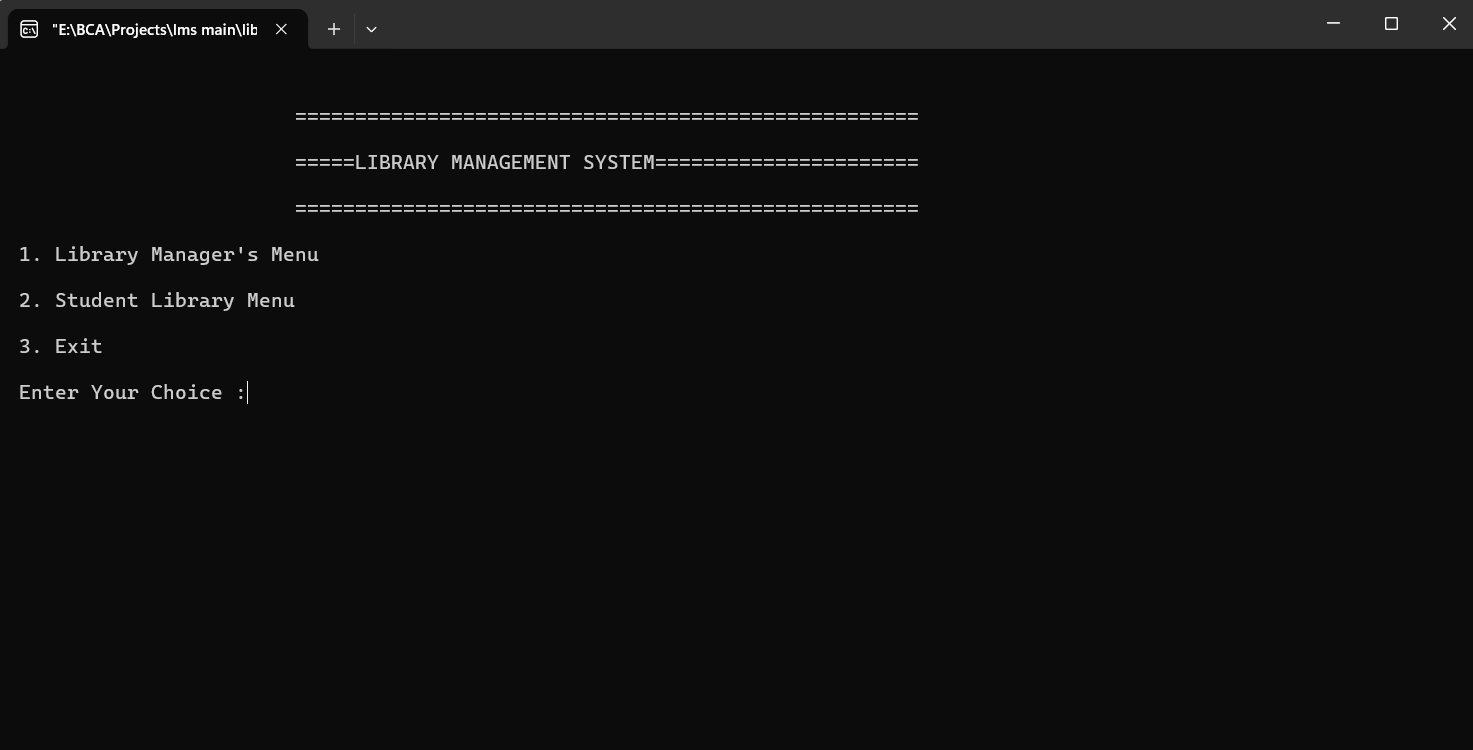 "E:\BCA\Projects\lms main\lib
====================================================
=====LIBRARY MANAGEMENT SYSTEM======================
====================================================
1. Library Manager's Menu
2. Student Library Menu
3. Exit
Enter Your Choice :